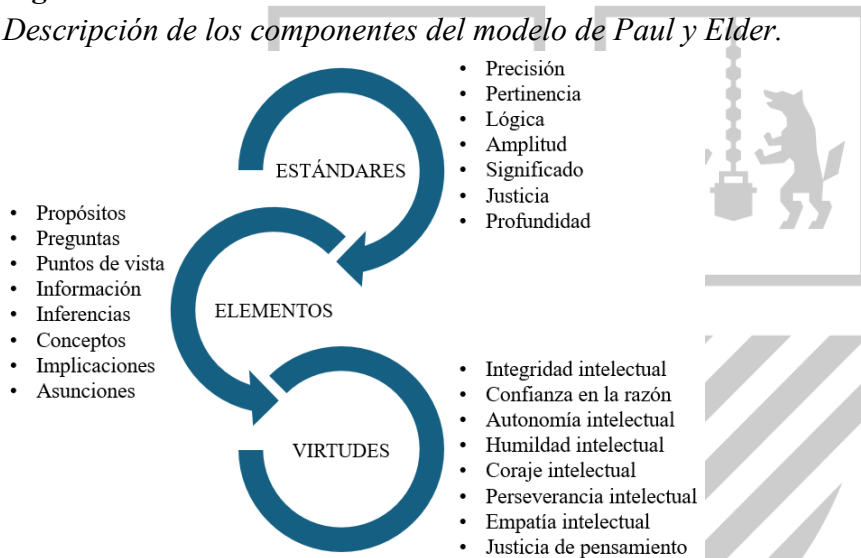 Descripción de los componentes del modelo de Paul y Elder.
• Precisión
• Pertinencia
• Lógica
• Amplitud
• Significado
• Justicia
• Profundidad
ESTÁNDARES
• Propósitos
• Preguntas
• Puntos de vista
• Información
• Inferencias
• Conceptos
• Implicaciones
• Asunciones
ELEMENTOS
• Integridad intelectual
• Confianza en la razón
• Autonomía intelectual
• Humildad intelectual
• Coraje intelectual
• Perseverancia intelectual
• Empatía intelectual
• Justicia de pensamiento
VIRTUDES